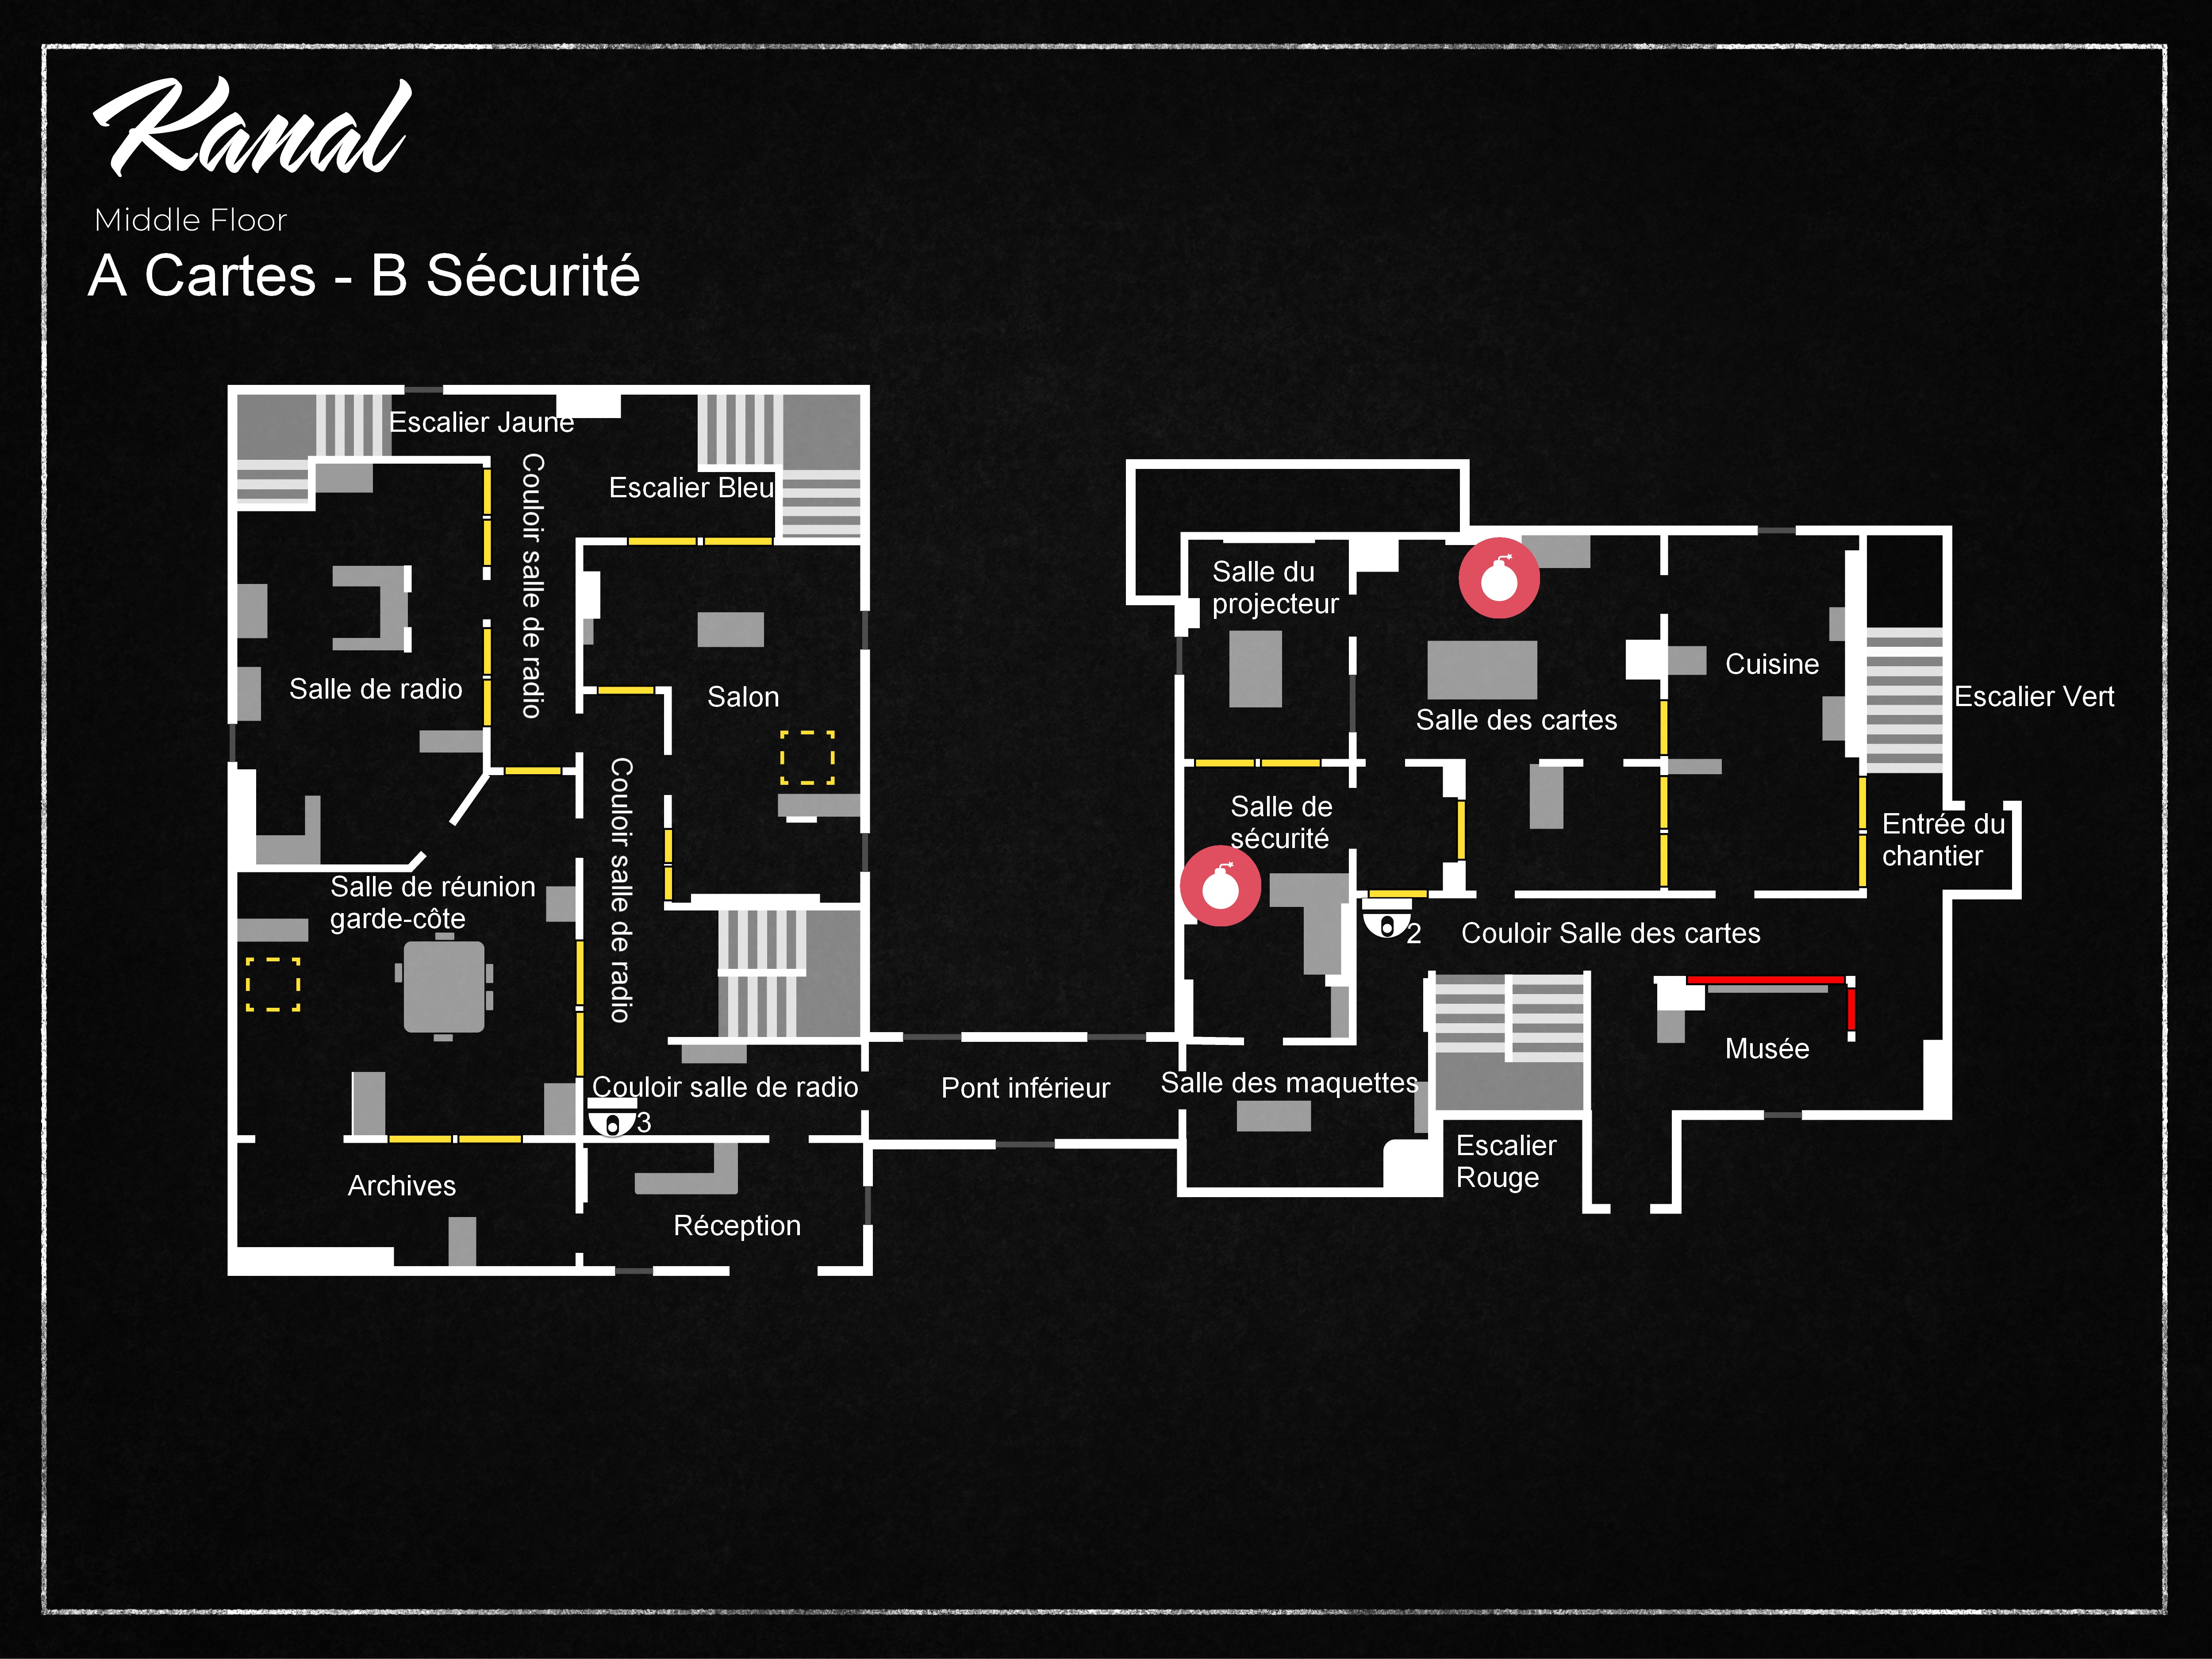 Kanal
Middle Floor
A Cartes - B Sécurité
Escalier Jaune
Couloir salle de radio
Escalier Bleu
Salle de radio
Salon
Couloir salle de radio
Salle de réunion
garde-côte
Couloir salle de radio
3
Archives
Réception
Pont inférieur
Salle du
projecteur
Salle des cartes
Cuisine
Escalier Vert
Salle de
sécurité
Entrée du
chantier
2
Couloir Salle des cartes
Musée
Salle des maquettes
Escalier
Rouge